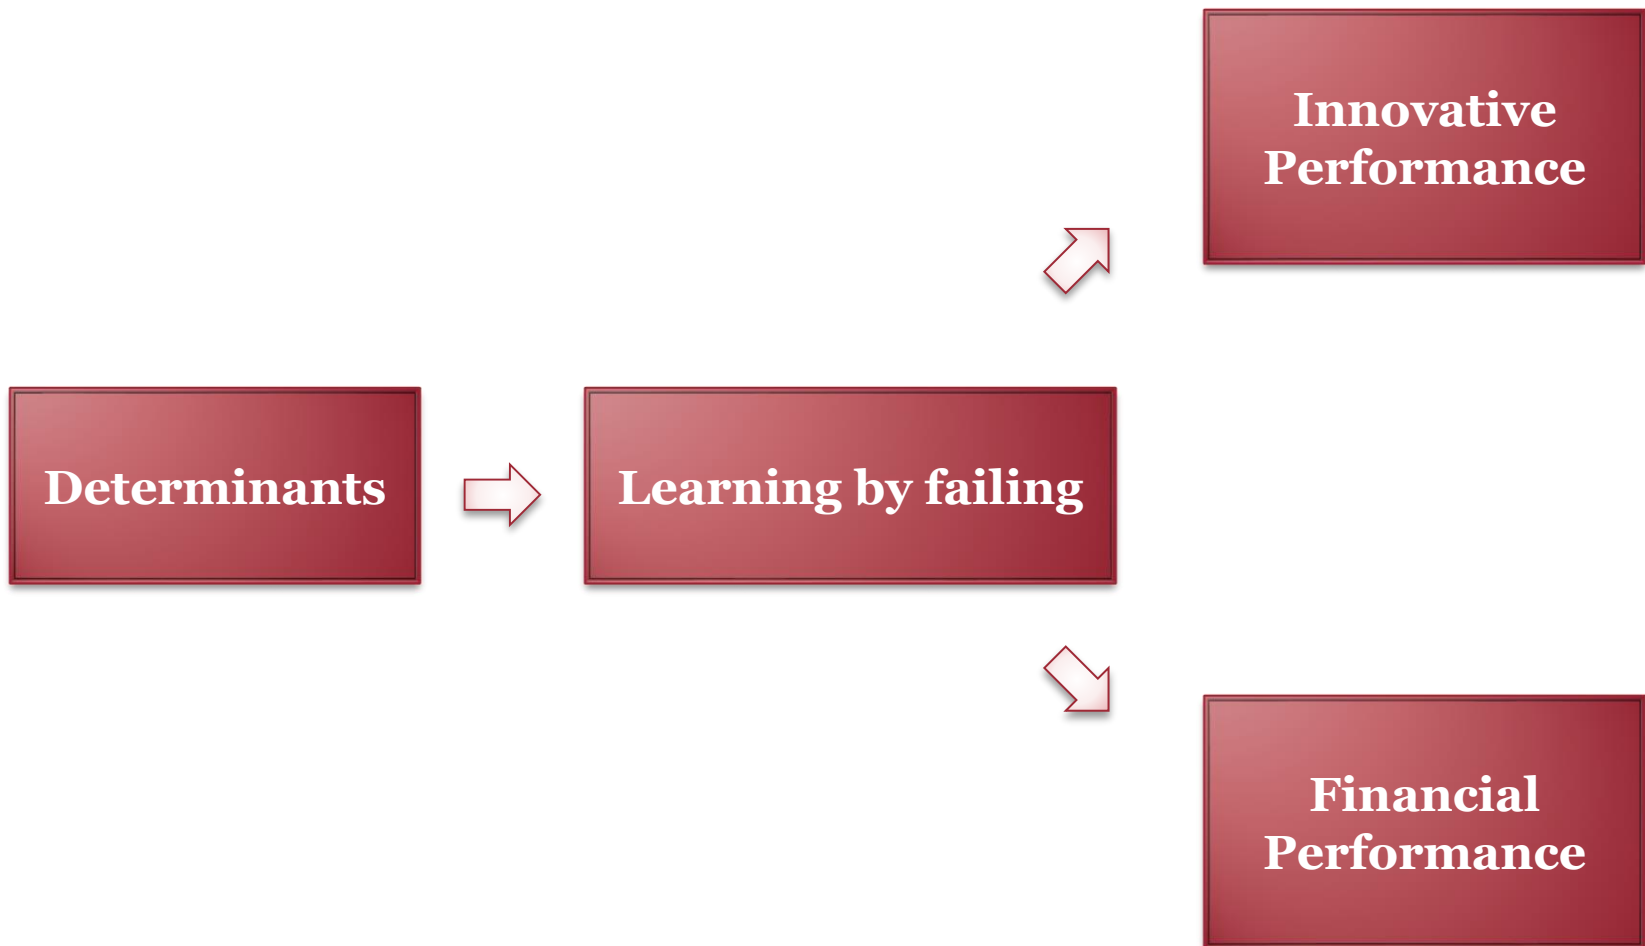 Innovative
Performance
Determinants
Learning by failing
Financial
Performance